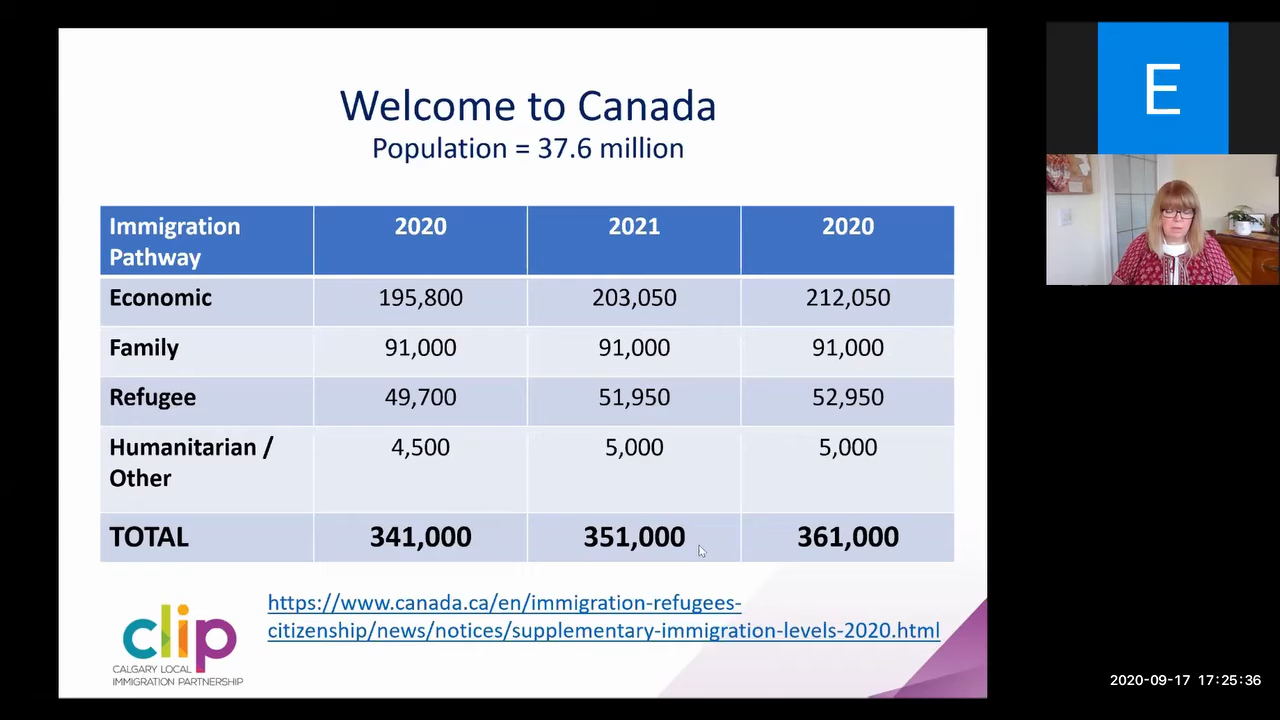 Welcome to Canada
Population = 37.6 million
Immigration Pathway 2020 2021 2020
Economic 195,800 203,050 212,050
Family 91,000 91,000 91,000
Refugee 49,700 51,950 52,950
Humanitarian / Other 4,500 5,000 5,000
TOTAL 341,000 351,000 361,000
https://www.canada.ca/en/immigration-refugees-
citizenship/news/notices/supplementary-immigration-levels-2020.html
clip
CALGARY LOCAL
IMMIGRATION PARTNERSHIP
E
2020-09-17 17:25:36